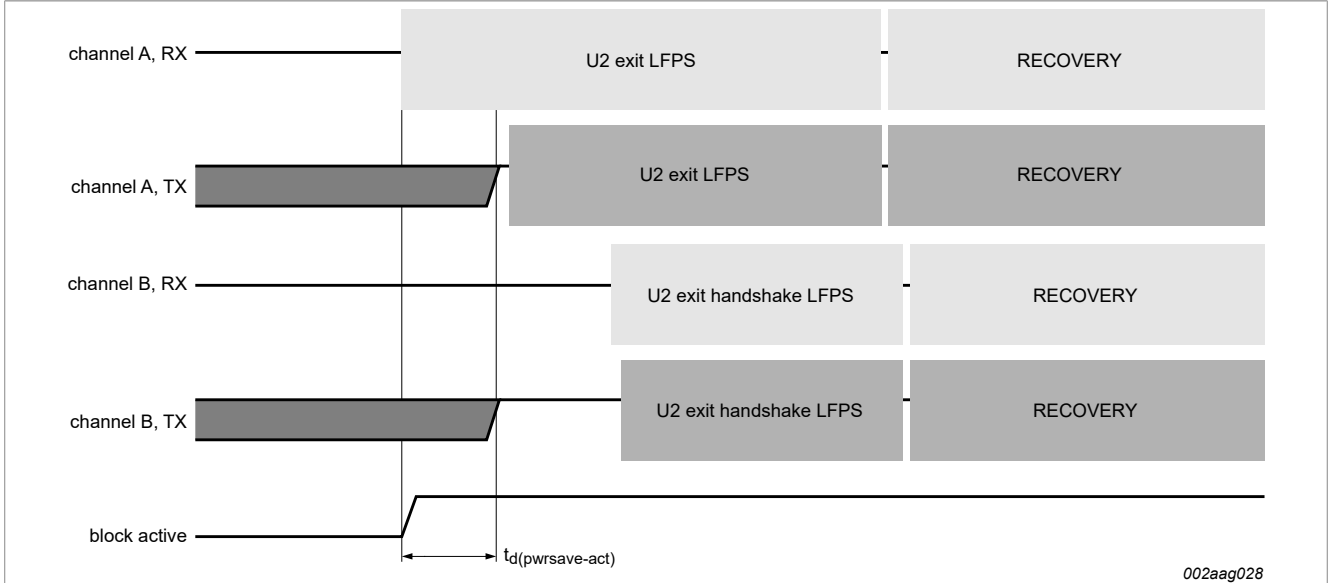 channel A, RX
U2 exit LFPS
RECOVERY
channel A, TX
U2 exit LFPS
RECOVERY
channel B, RX
U2 exit handshake LFPS
RECOVERY
channel B, TX
U2 exit handshake LFPS
RECOVERY
block active
td(pwrsave-act)
002aag028